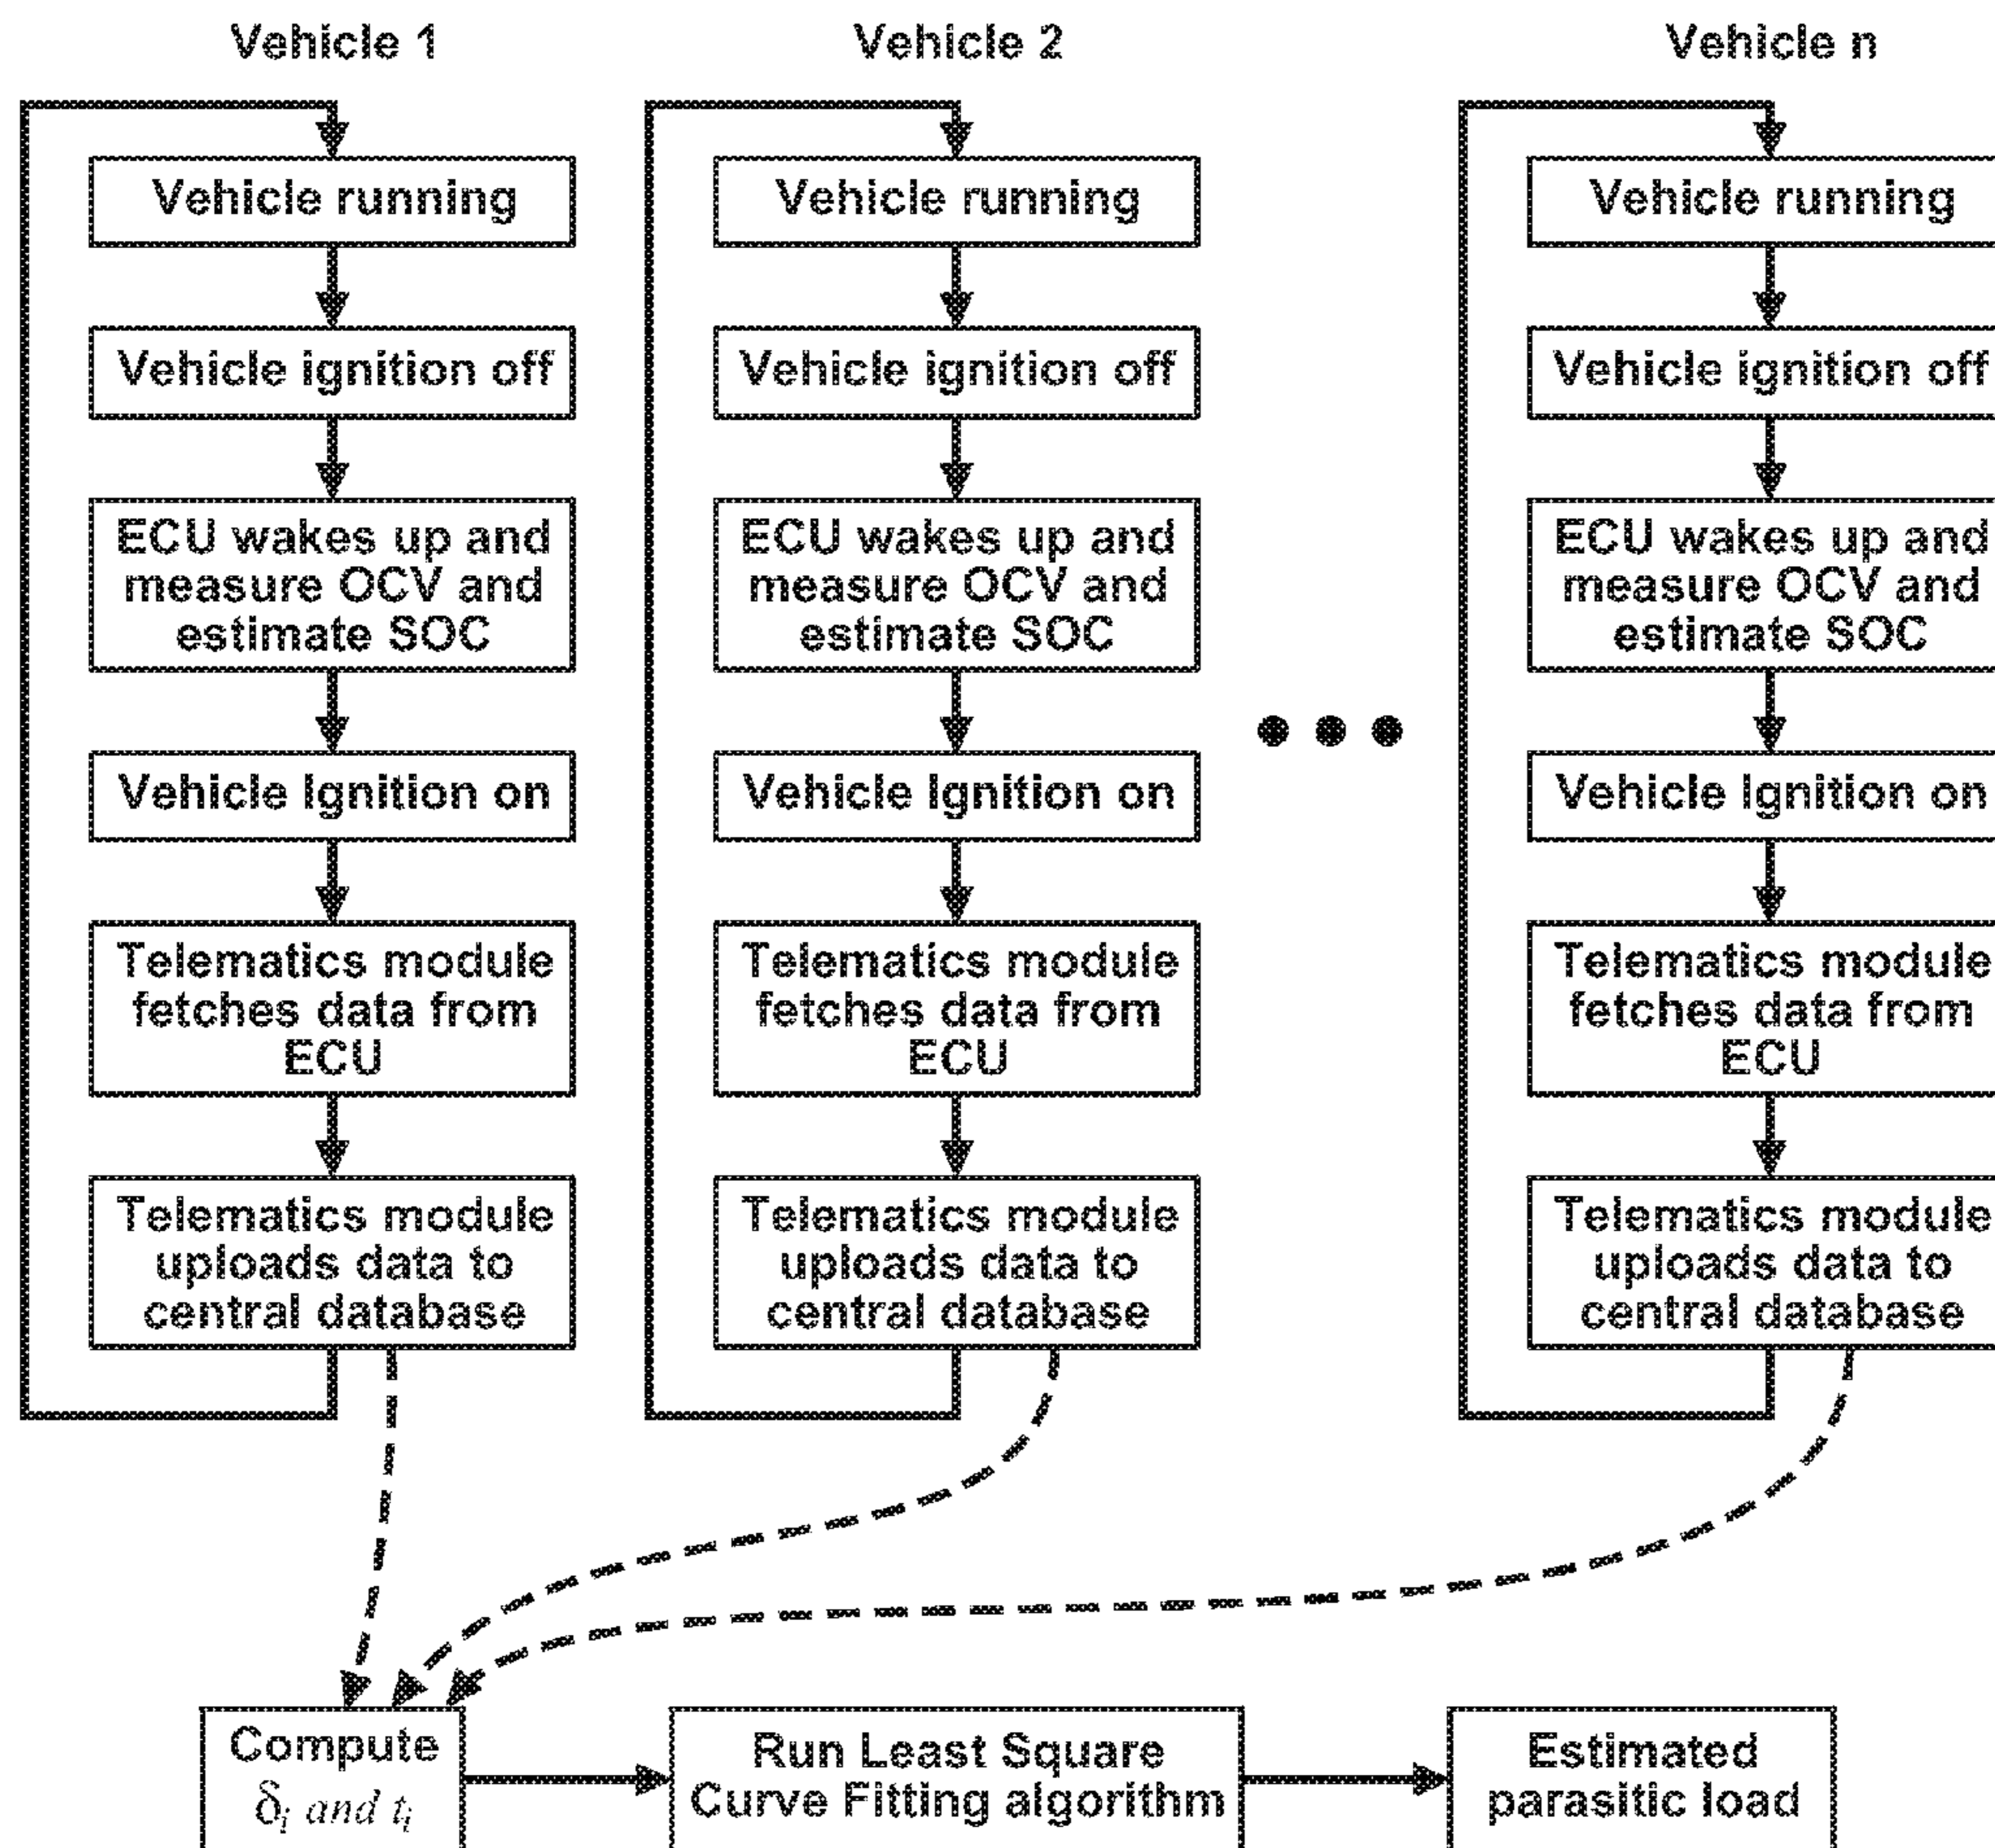 Vehicle 1
Vehicle running
Vehicle ignition off
ECU wakes up and
measure OCV and
estimate SOC
Vehicle Ignition on
Telematics module
fetches data from
ECU
Telematics module
uploads data to
central database
Vehicle 2
Vehicle running
Vehicle ignition off
ECU wakes up and
measure OCV and
estimate SOC
Vehicle Ignition on
Telematics module
fetches data from
ECU
Telematics module
uploads data to
central database
Vehicle n
Vehicle running
Vehicle ignition off
ECU wakes up and
measure OCV and
estimate SOC
Vehicle Ignition on
Telematics module
fetches data from
ECU
Telematics module
uploads data to
central database
Compute
δi and ti
Run Least Square
Curve Fitting algorithm
Estimated
parasitic load